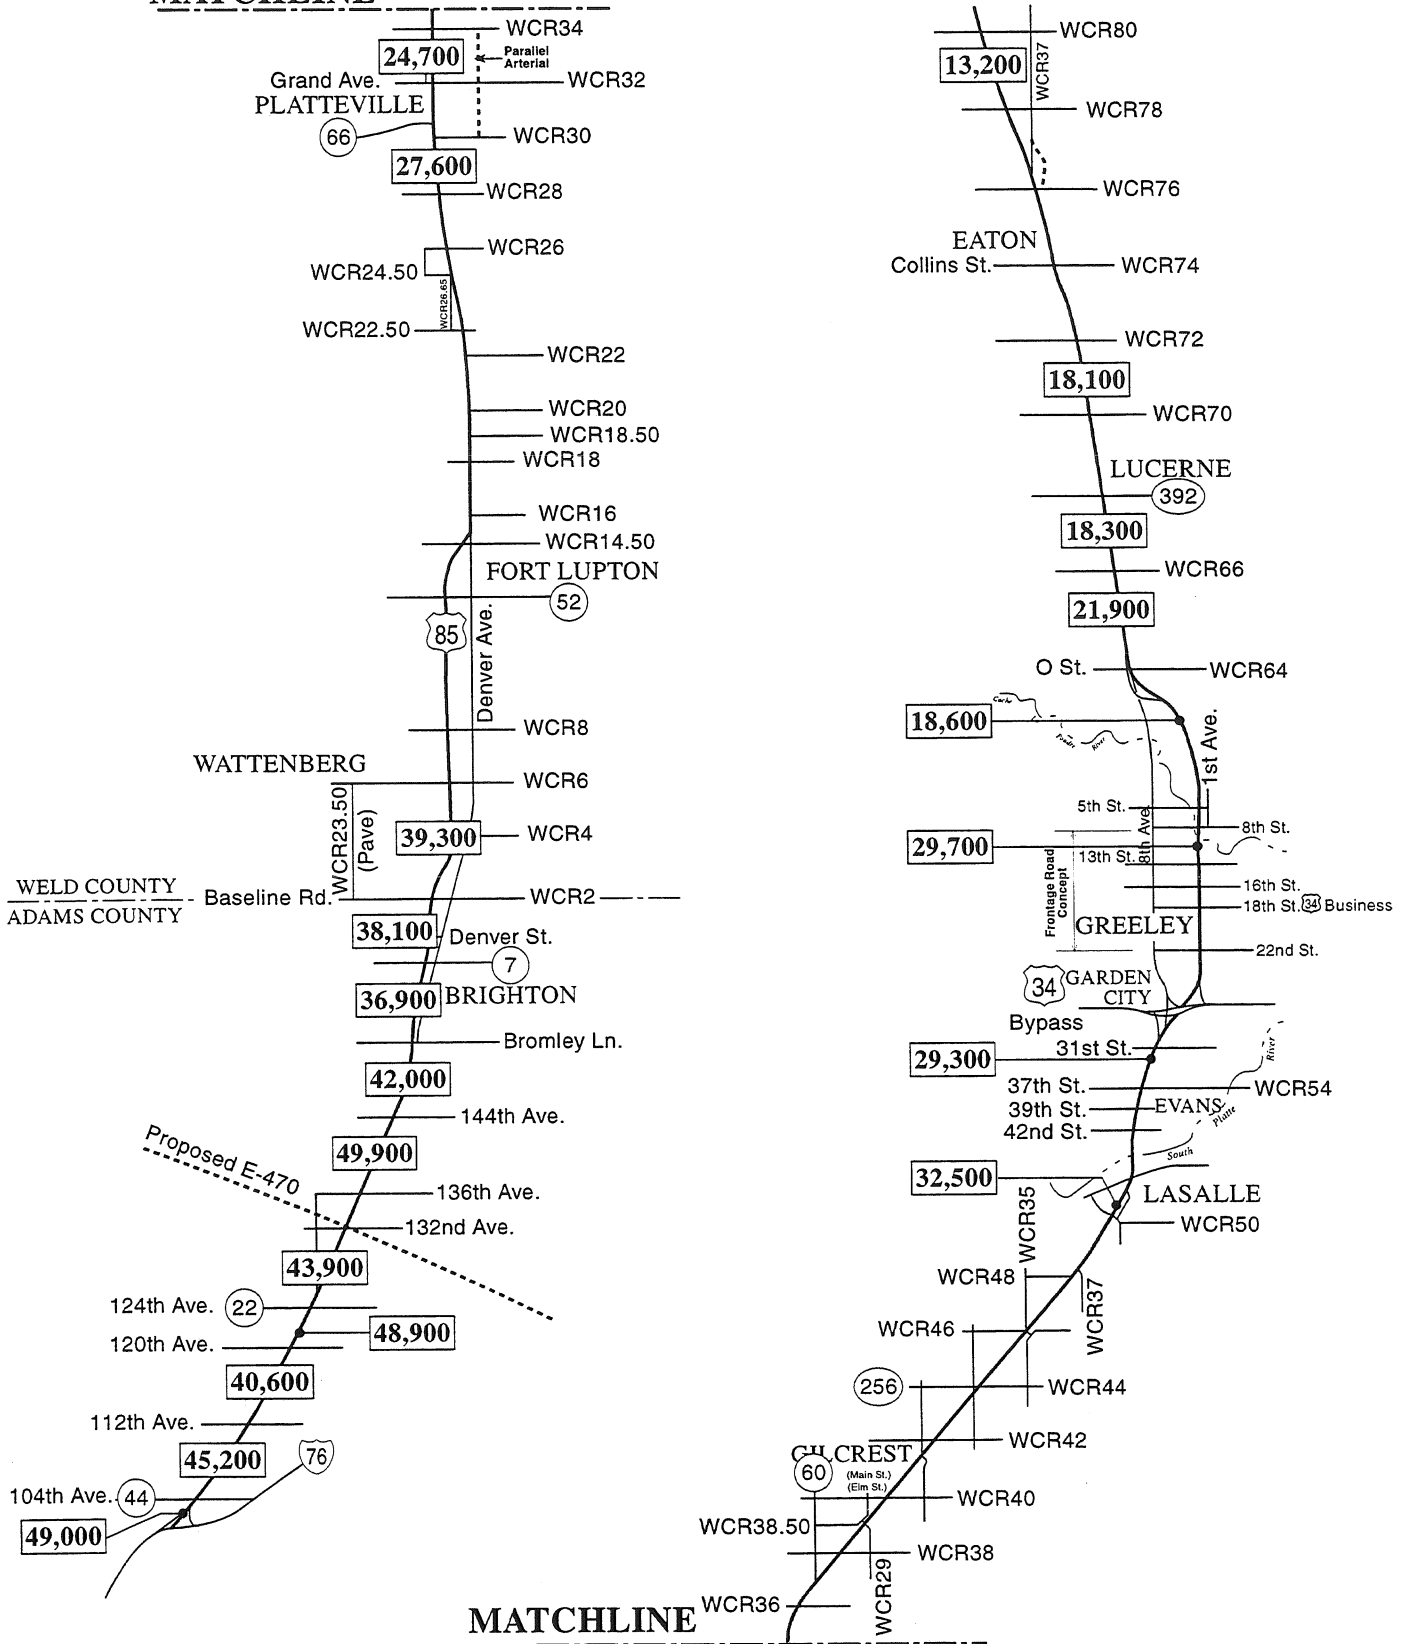 MATCHLINE
WCR34
24,700
Parallel
Arterial
Grand Ave.
WCR32
PLATTEVILLE
66
WCR30
27,600
WCR28
WCR26
WCR24.50
WCR26.65
WCR22.50
WCR22
WCR20
WCR18.50
WCR18
WCR16
WCR14.50
FORT LUPTON
52
85
Denver Ave.
WCR8
WATTENBERG
WCR6
WCR23.50
(Pave)
39,300
WCR4
WELD COUNTY
ADAMS COUNTY
Baseline Rd.
WCR2
38,100
Denver St.
7
36,900
BRIGHTON
Bromley Ln.
42,000
144th Ave.
49,900
Proposed E-470
136th Ave.
132nd Ave.
43,900
124th Ave.
22
48,900
120th Ave.
40,600
112th Ave.
45,200
76
104th Ave.
44
49,000
WCR80
13,200
WCR37
WCR78
WCR76
EATON
Collins St.
WCR74
WCR72
18,100
WCR70
LUCERNE
392
18,300
WCR66
21,900
O St.
WCR64
18,600
Cache
Poudre
River
1st Ave.
5th St.
8th Ave.
8th St.
29,700
13th St.
Frontage Road
Concept
16th St.
18th St.
34
Business
GREELEY
22nd St.
34
GARDEN
CITY
Bypass
31st St.
River
29,300
37th St.
WCR54
39th St.
EVANS
Platte
42nd St.
South
32,500
LASALLE
WCR35
WCR50
WCR48
WCR37
WCR46
256
WCR44
WCR42
GILCREST
60
(Main St.)
(Elm St.)
WCR40
WCR38.50
WCR38
WCR29
WCR36
MATCHLINE